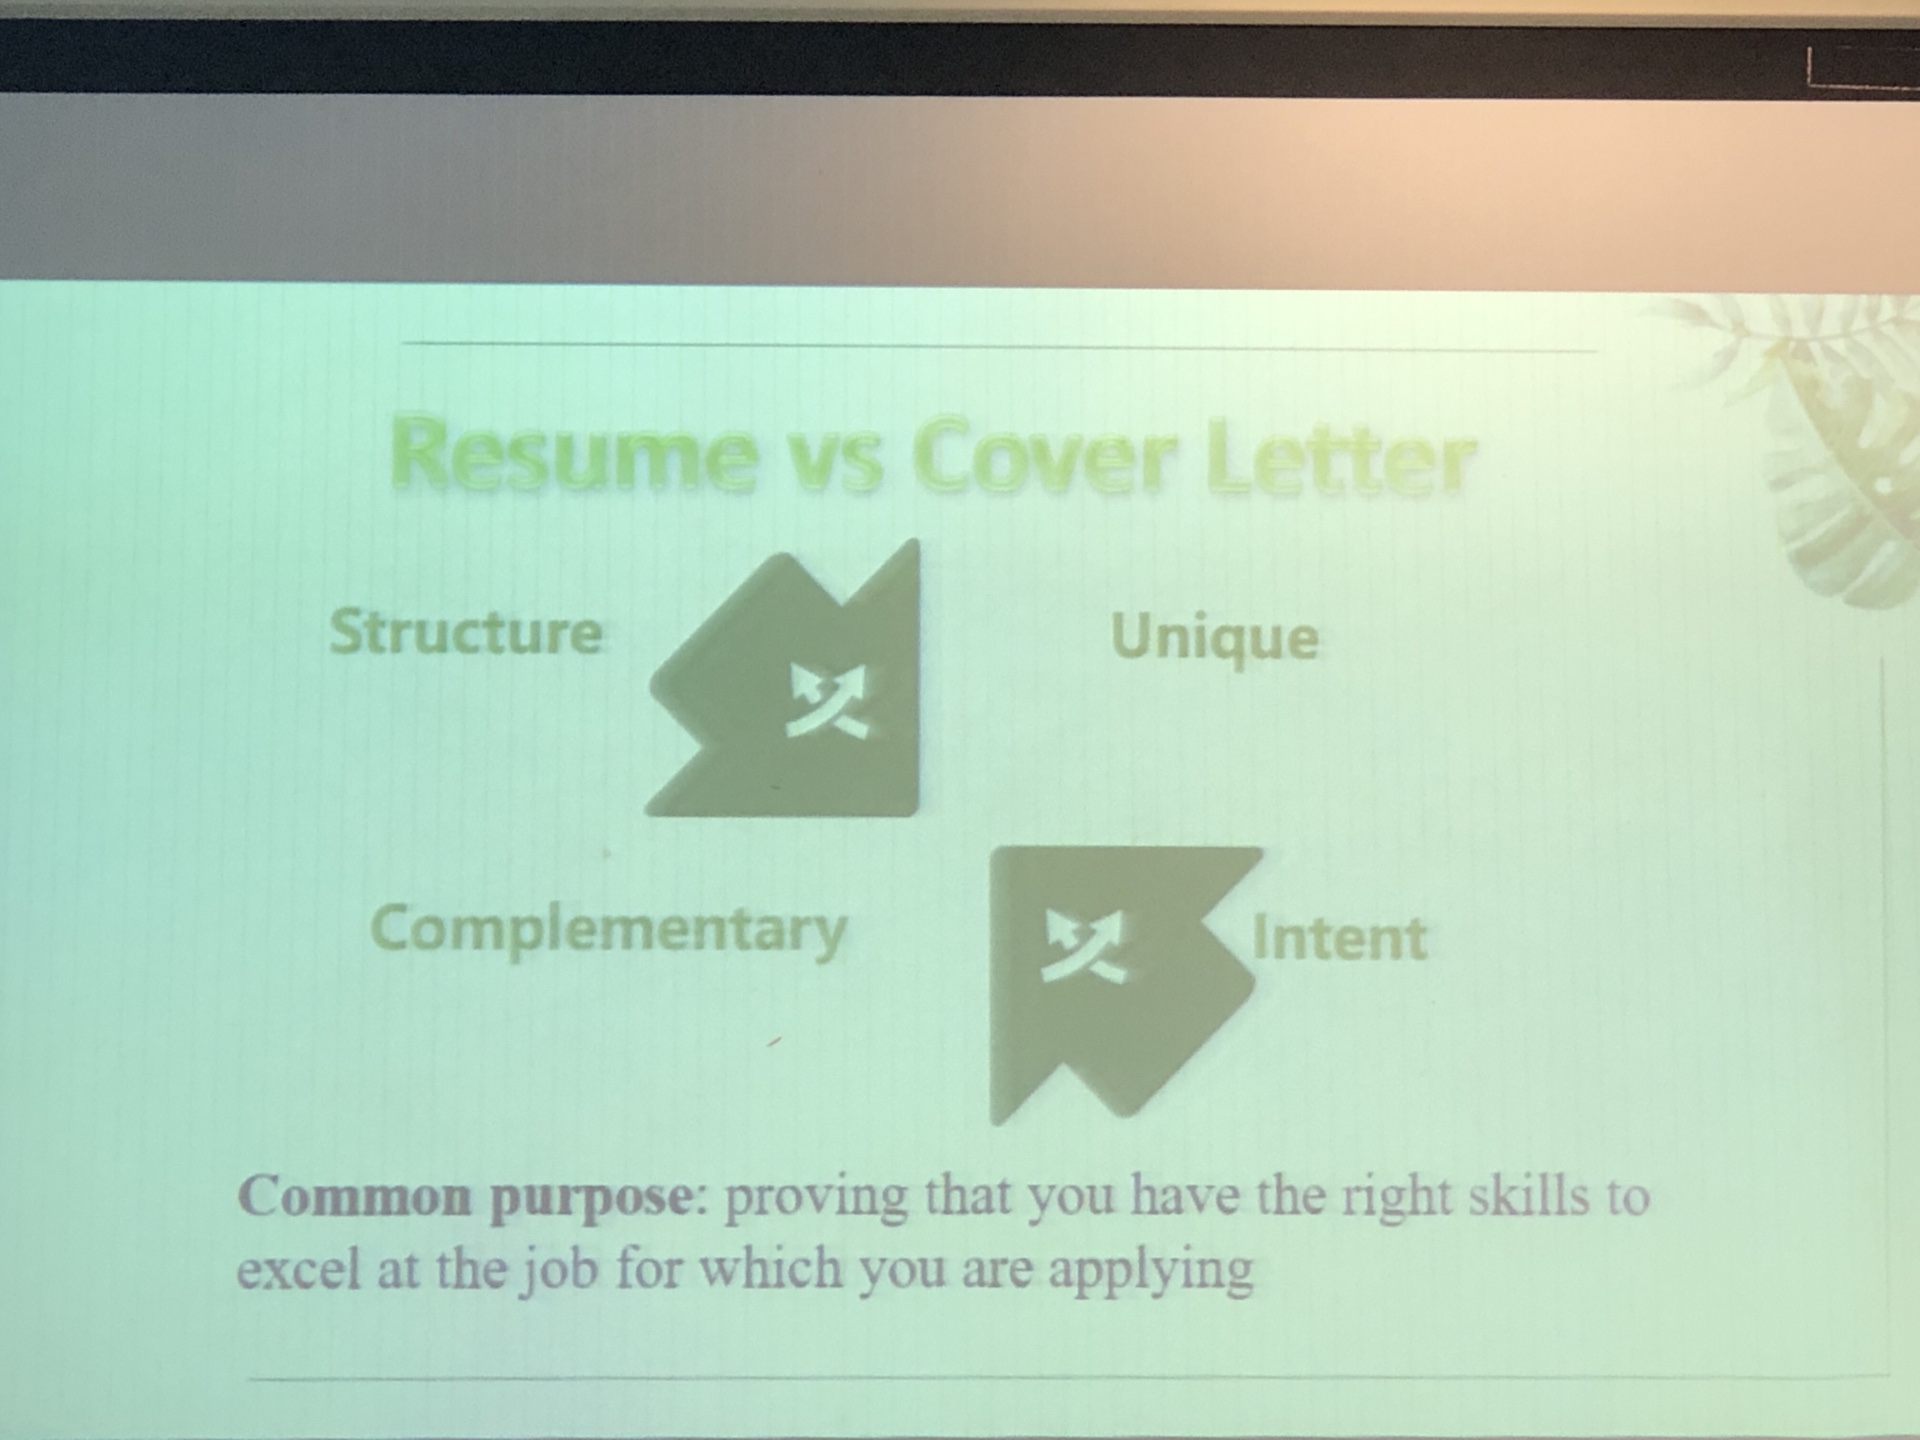 Resume vs Cover Letter
Structure
Unique
Complementary
Intent
Common purpose: proving that you have the right skills to
excel at the job for which you are applying